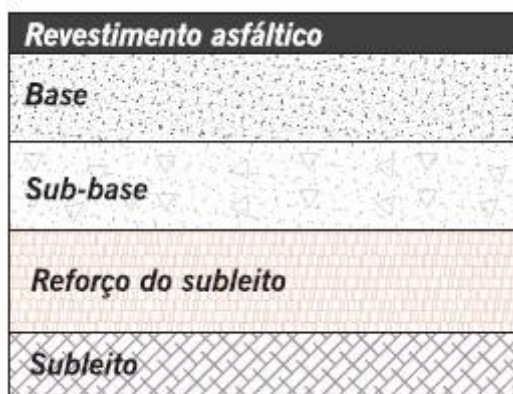 Revestimento asfáltico
Base
Sub-base
Reforço do subleito
Subleito